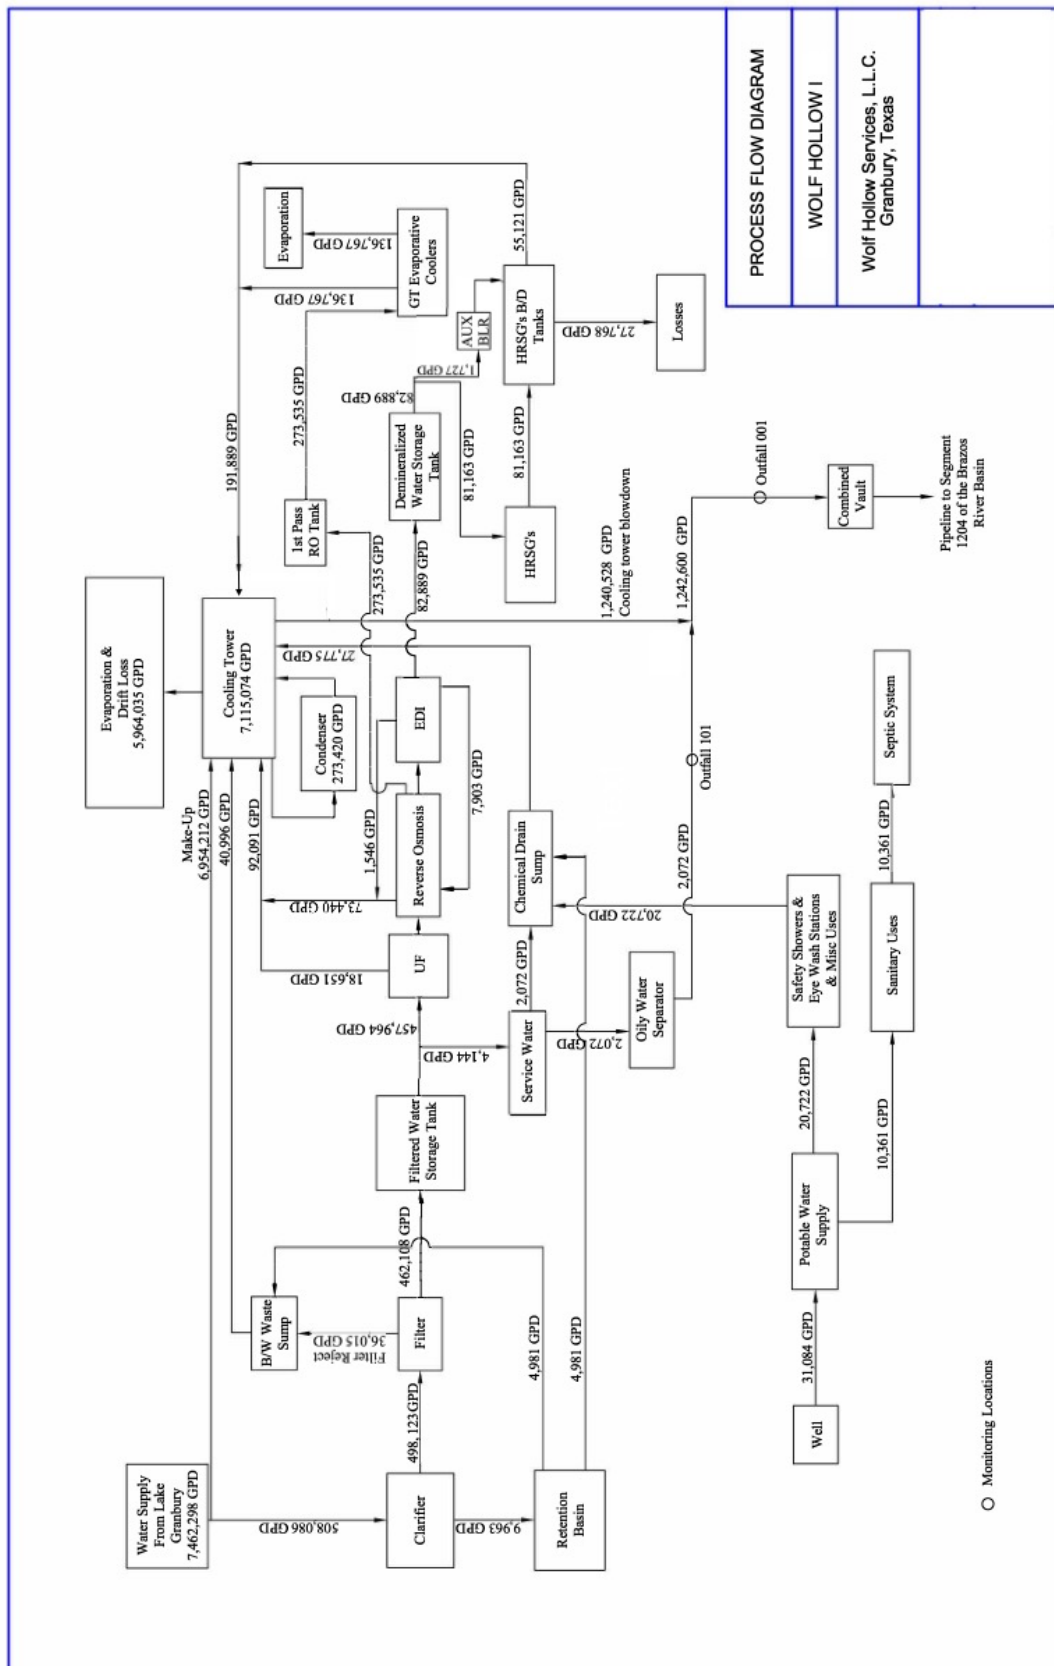 Water Supply
From Lake
Granbury
7,462,298 GPD
508,086 GPD
Clarifier
9,963 GPD
Retention
Basin
498, 123 GPD
4,981 GPD
4,981 GPD
Filter
Filter Reject
36,015 GPD
B/W Waste
Sump
462,108 GPD
Filtered Water
Storage Tank
457,964 GPD
4,144 GPD
Service Water
2,072 GPD
2,072 GPD
Oily Water
Separator
2,072 GPD
UF
18,651 GPD
Reverse Osmosis
73,440 GPD
1,546 GPD
7,903 GPD
EDI
Chemical Drain
Sump
20,722 GPD
27,775 GPD
Make-Up
6,954,212 GPD
40,996 GPD
92,091 GPD
Evaporation &
Drift Loss
5,964,035 GPD
Cooling Tower
7,115,074 GPD
Condenser
273,420 GPD
191,889 GPD
273,535 GPD
1st Pass
RO Tank
273,535 GPD
GT Evaporative
Coolers
136,767 GPD
136,767 GPD
Evaporation
82,889 GPD
Demineralized
Water Storage
Tank
82,889 GPD
1,727 GPD
AUX
BLR
81,163 GPD
HRSG's
81,163 GPD
HRSG's B/D
Tanks
55,121 GPD
27,768 GPD
Losses
1,240,528 GPD
Cooling tower blowdown
1,242,600 GPD
Outfall 101
Outfall 001
Combined
Vault
Pipeline to Segment
1204 of the Brazos
River Basin
Well
31,084 GPD
Potable Water
Supply
20,722 GPD
Safety Showers &
Eye Wash Stations
& Misc Uses
10,361 GPD
Sanitary Uses
10,361 GPD
Septic System
Monitoring Locations
PROCESS FLOW DIAGRAM
WOLF HOLLOW I
Wolf Hollow Services, L.L.C.
Granbury, Texas